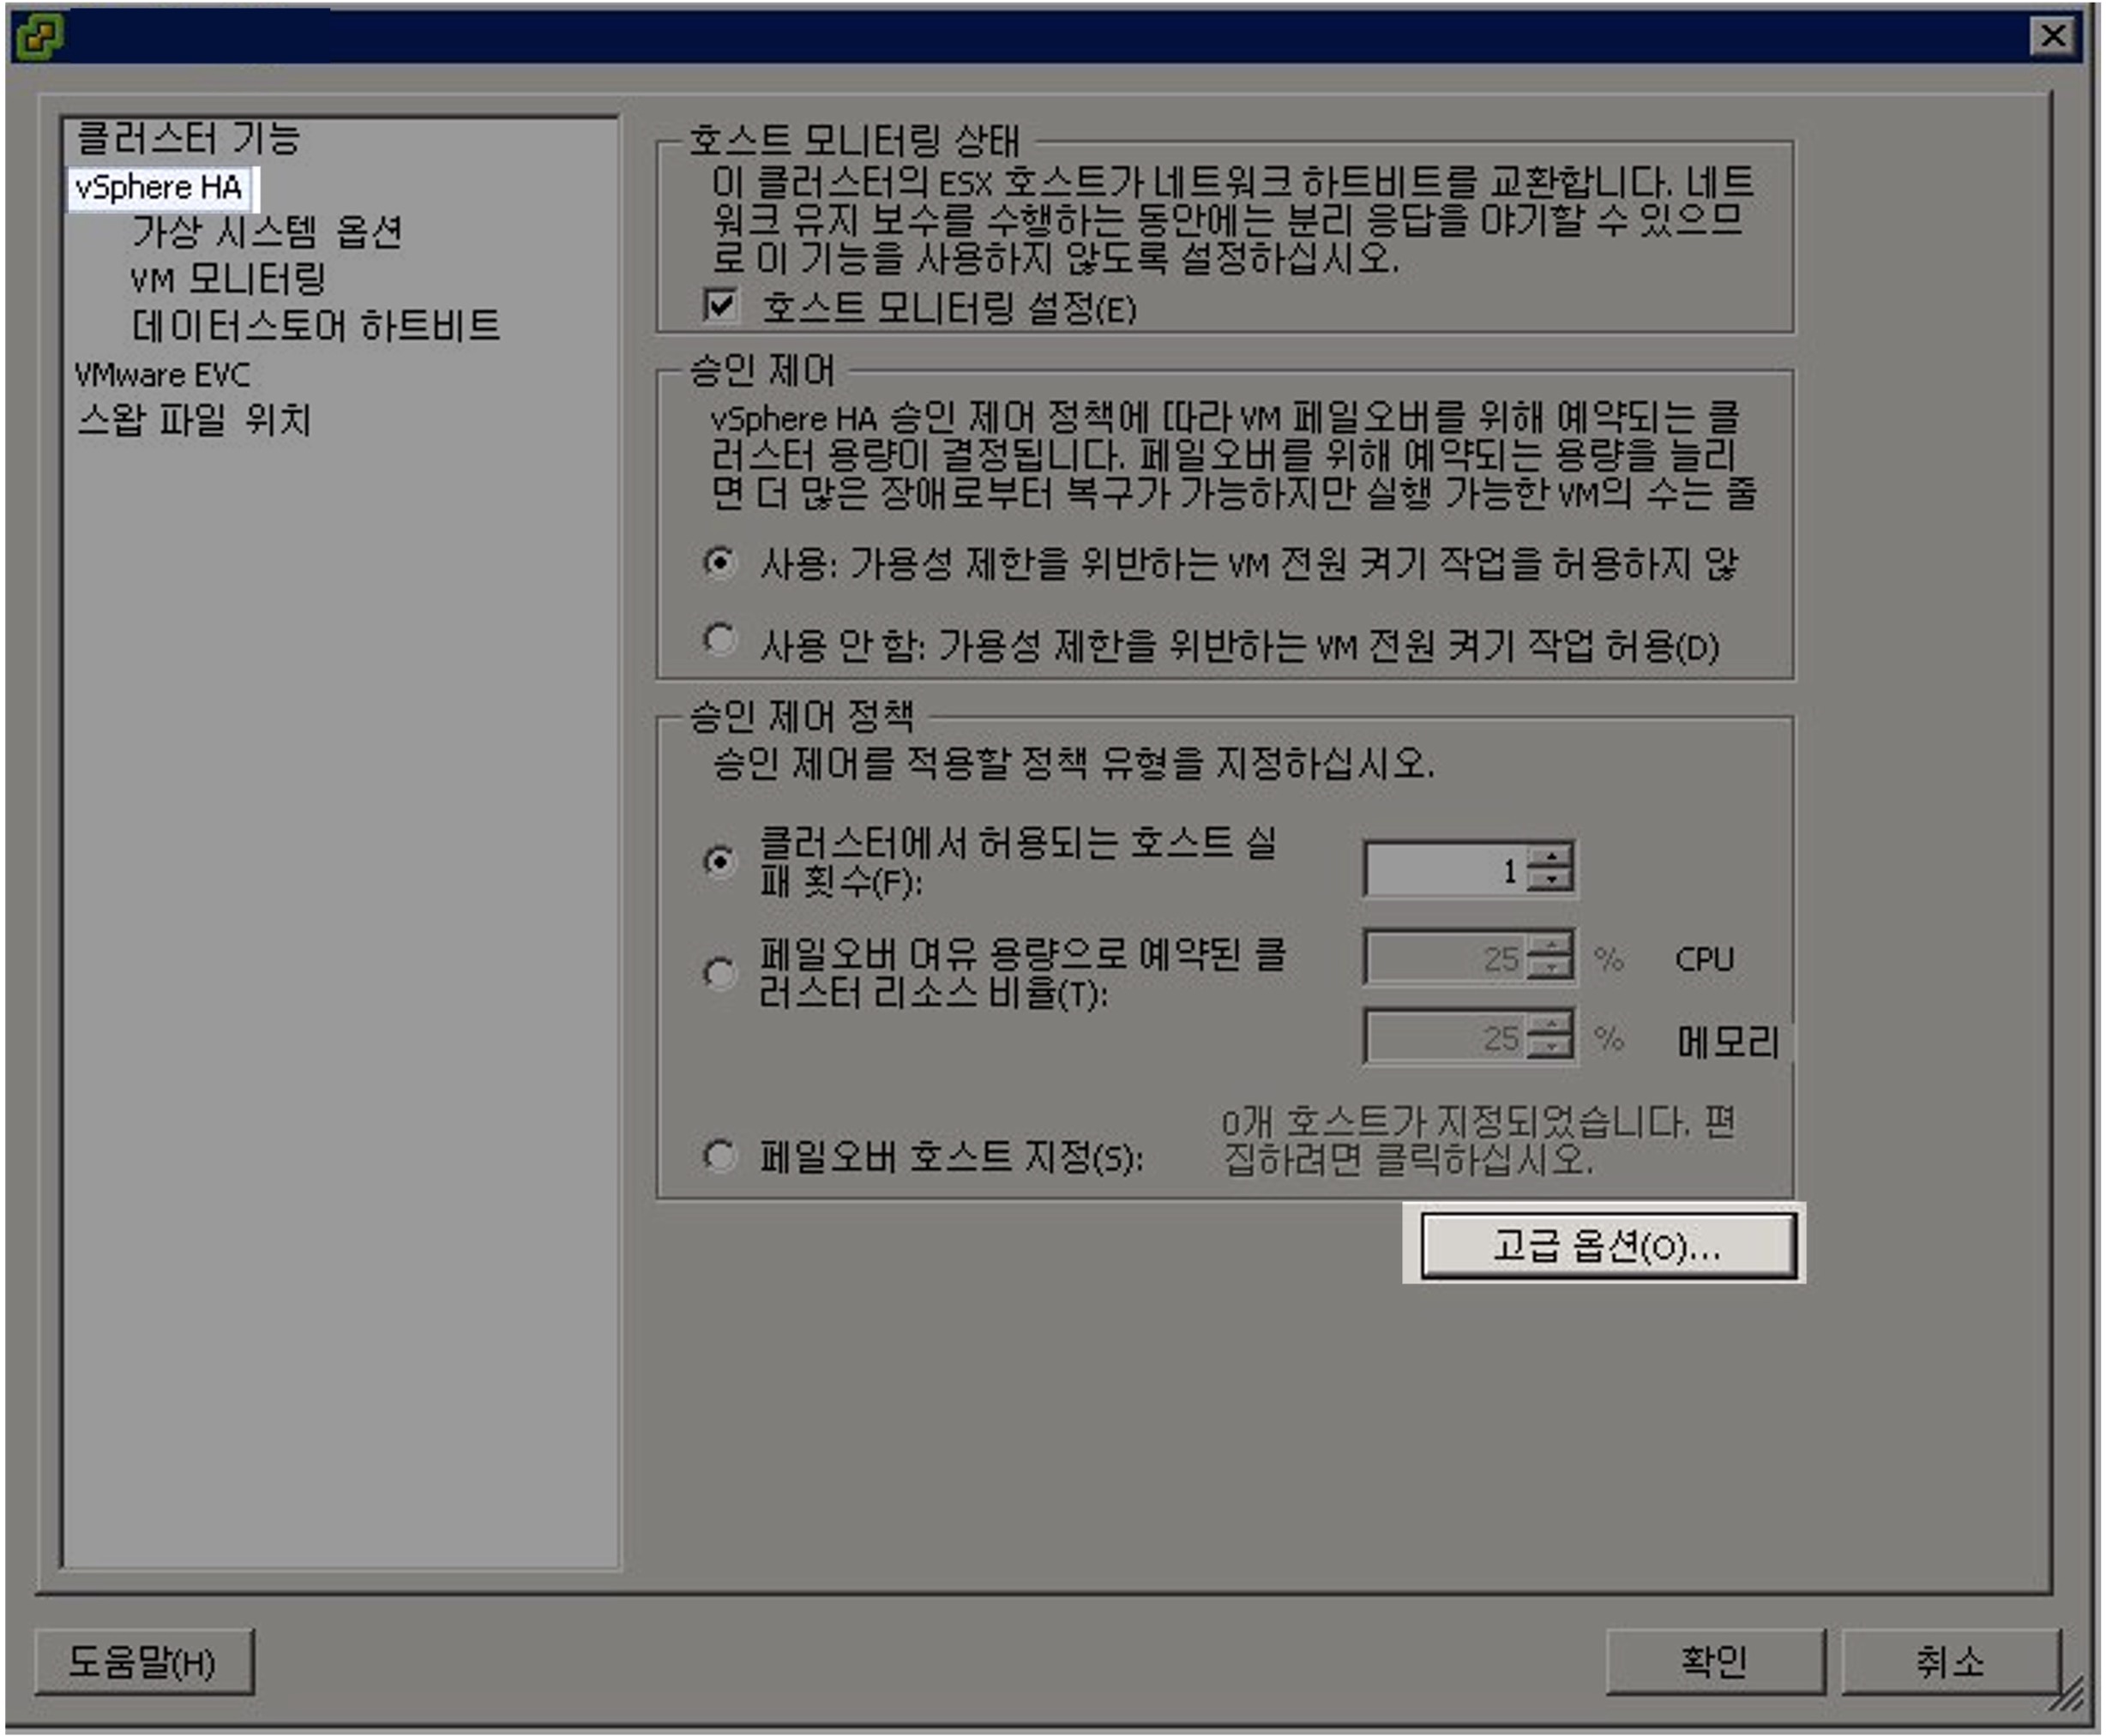 클러스터 기능
vSphere HA
가상 시스템 옵션
VM 모니터링
데이터스토어 하트비트
VMware EVC
스왑 파일 위치
호스트 모니터링 상태
이 클러스터의 ESX 호스트가 네트워크 하트비트를 교환합니다. 네트
워크 유지 보수를 수행하는 동안에는 분리 응답을 야기할 수 있으므
로 이 기능을 사용하지 않도록 설정하십시오.
호스트 모니터링 설정(E)
승인 제어
vSphere HA 승인 제어 정책에 따라 VM 페일오버를 위해 예약되는 클
러스터 용량이 결정됩니다. 페일오버를 위해 예약되는 용량을 늘리
면 더 많은 장애로부터 복구가 가능하지만 실행 가능한 VM의 수는 줄
사용: 가용성 제한을 위반하는 VM 전원 켜기 작업을 허용하지 않
사용 안 함: 가용성 제한을 위반하는 VM 전원 켜기 작업 허용(D)
승인 제어 정책
승인 제어를 적용할 정책 유형을 지정하십시오.
클러스터에서 허용되는 호스트 실
패 횟수(F):
1
페일오버 여유 용량으로 예약된 클
러스터 리소스 비율(T):
25 % CPU
25 % 메모리
페일오버 호스트 지정(S):
0개 호스트가 지정되었습니다. 편
집하려면 클릭하십시오.
고급 옵션(O)...
도움말(H)
확인
취소